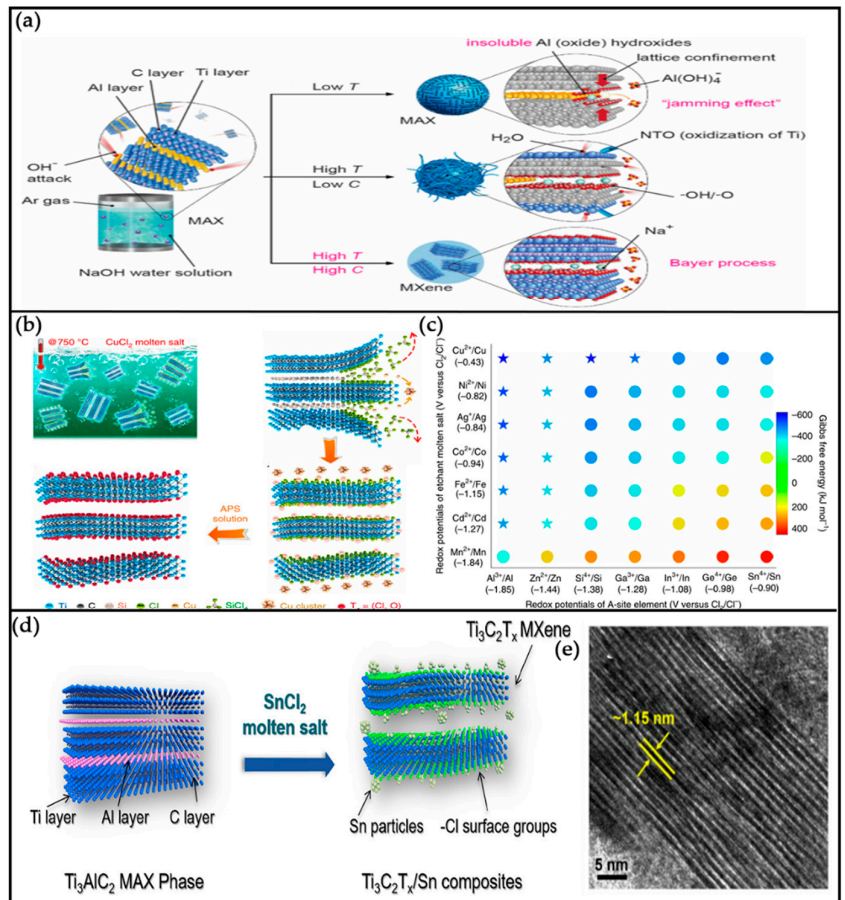 (a)
insoluble Al (oxide) hydroxides
C layer
Ti layer
Al layer
lattice confinement
Low T
Al(OH)₄⁻
MAX
"jamming effect"
H₂O
NTO (oxidization of Ti)
OH⁻
attack
High T
Low C
Ar gas
-OH/-O
MAX
Na⁺
NaOH water solution
High T
High C
MXene
Bayer process
(b)
@750 °C
CuCl₂ molten salt
APS
solution
Ti
C
Si
Cl
Cu
SiCl₄
Cu cluster
Tₓ = (Cl, O)
(c)
Redox potentials of etchant molten salt (V versus Cl₂/Cl⁻)
Cu²⁺/Cu
(−0.43)
Ni²⁺/Ni
(−0.82)
Ag⁺/Ag
(−0.84)
Co²⁺/Co
(−0.94)
Fe²⁺/Fe
(−1.15)
Cd²⁺/Cd
(−1.27)
Mn²⁺/Mn
(−1.84)
Al³⁺/Al
(−1.85)
Zn²⁺/Zn
(−1.44)
Si⁴⁺/Si
(−1.38)
Ga³⁺/Ga
(−1.28)
In³⁺/In
(−1.08)
Ge⁴⁺/Ge
(−0.98)
Sn⁴⁺/Sn
(−0.90)
Redox potentials of A-site element (V versus Cl₂/Cl⁻)
−600
−400
−200
0
200
400
Gibbs free energy (kJ mol⁻¹)
(d)
Ti₃C₂Tₓ MXene
SnCl₂
molten salt
Ti layer
Al layer
C layer
Sn particles
-Cl surface groups
Ti₃AlC₂ MAX Phase
Ti₃C₂Tₓ/Sn composites
(e)
~1.15 nm
5 nm